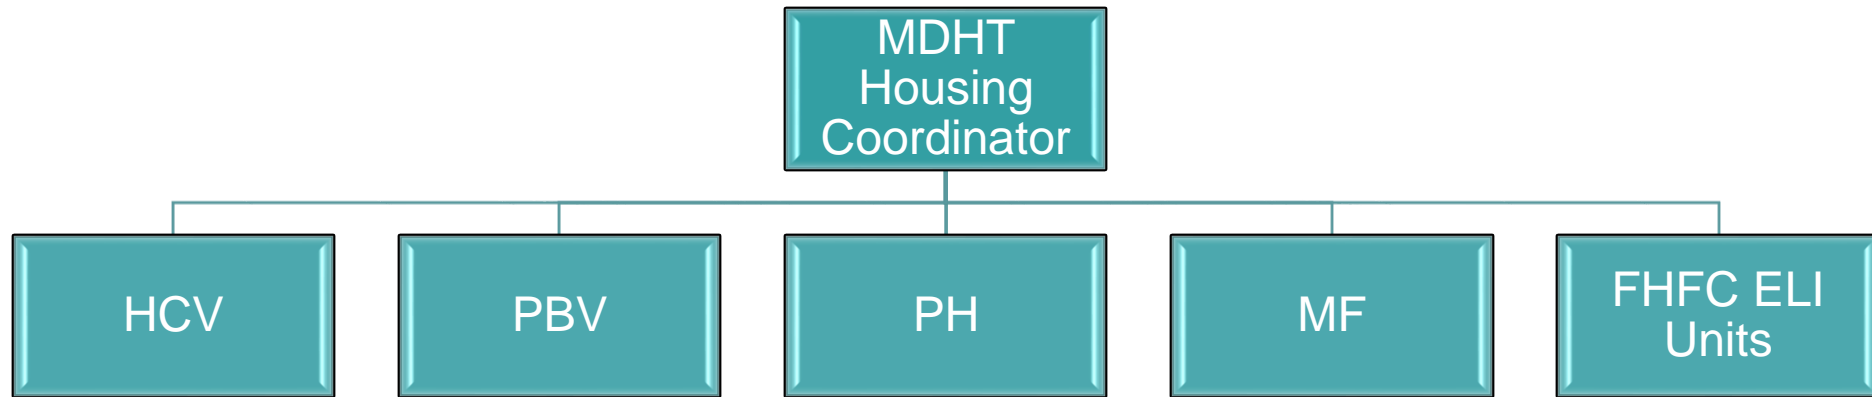 MDHT
Housing
Coordinator
HCV
PBV
PH
MF
FHFC ELI
Units